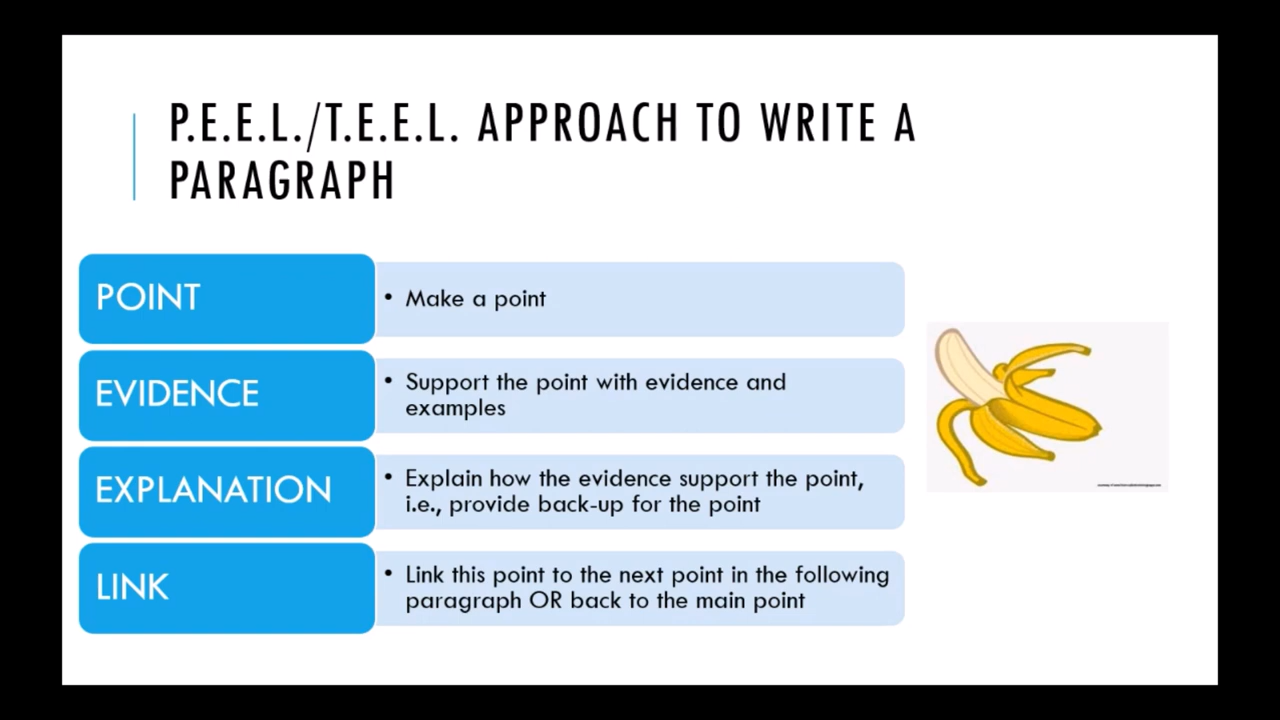 P.E.E.L./T.E.E.L. APPROACH TO WRITE A
PARAGRAPH
POINT
• Make a point
EVIDENCE
• Support the point with evidence and
examples
EXPLANATION
• Explain how the evidence support the point,
i.e., provide back-up for the point
LINK
• Link this point to the next point in the following
paragraph OR back to the main point